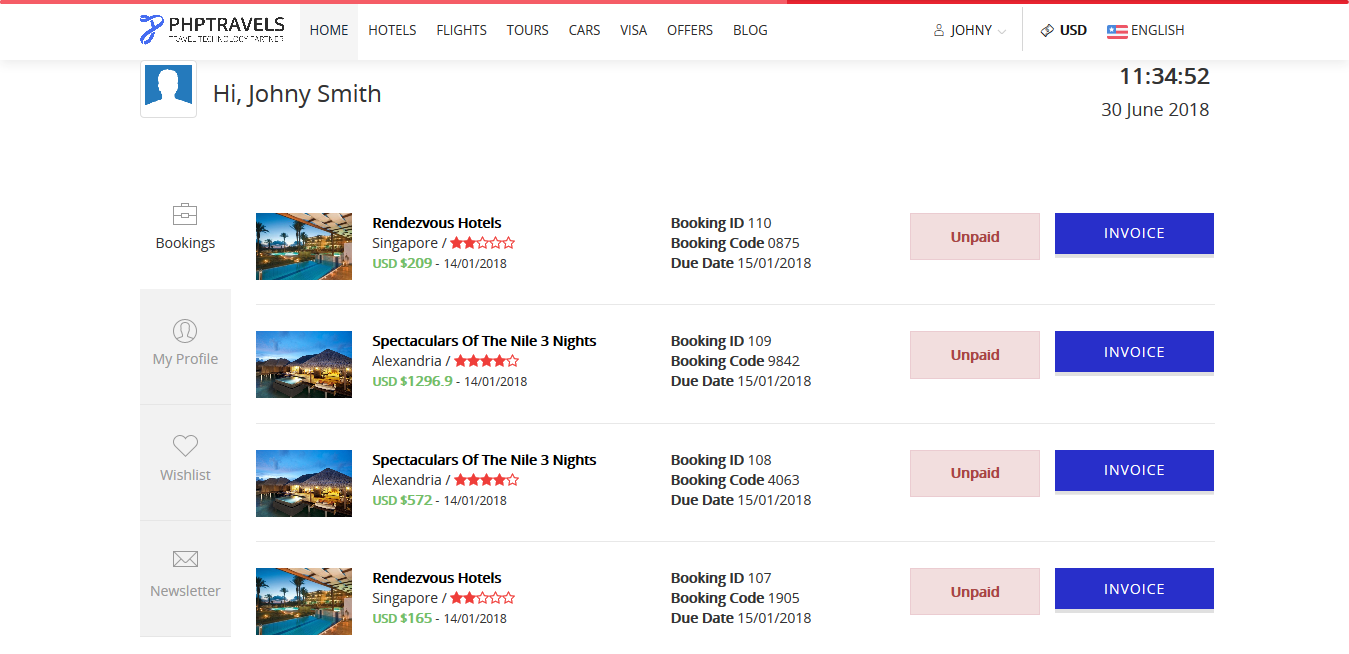 PHPTRAVELS
TRAVEL TECHNOLOGY PARTNER
HOME HOTELS FLIGHTS TOURS CARS VISA OFFERS BLOG JOHNY USD ENGLISH
Hi, Johny Smith
11:34:52
30 June 2018
Bookings
My Profile
Wishlist
Newsletter
Rendezvous Hotels
Singapore /
USD $209 - 14/01/2018
Booking ID 110
Booking Code 0875
Due Date 15/01/2018
Unpaid
INVOICE
Spectaculars Of The Nile 3 Nights
Alexandria /
USD $1296.9 - 14/01/2018
Booking ID 109
Booking Code 9842
Due Date 15/01/2018
Unpaid
INVOICE
Spectaculars Of The Nile 3 Nights
Alexandria /
USD $572 - 14/01/2018
Booking ID 108
Booking Code 4063
Due Date 15/01/2018
Unpaid
INVOICE
Rendezvous Hotels
Singapore /
USD $165 - 14/01/2018
Booking ID 107
Booking Code 1905
Due Date 15/01/2018
Unpaid
INVOICE